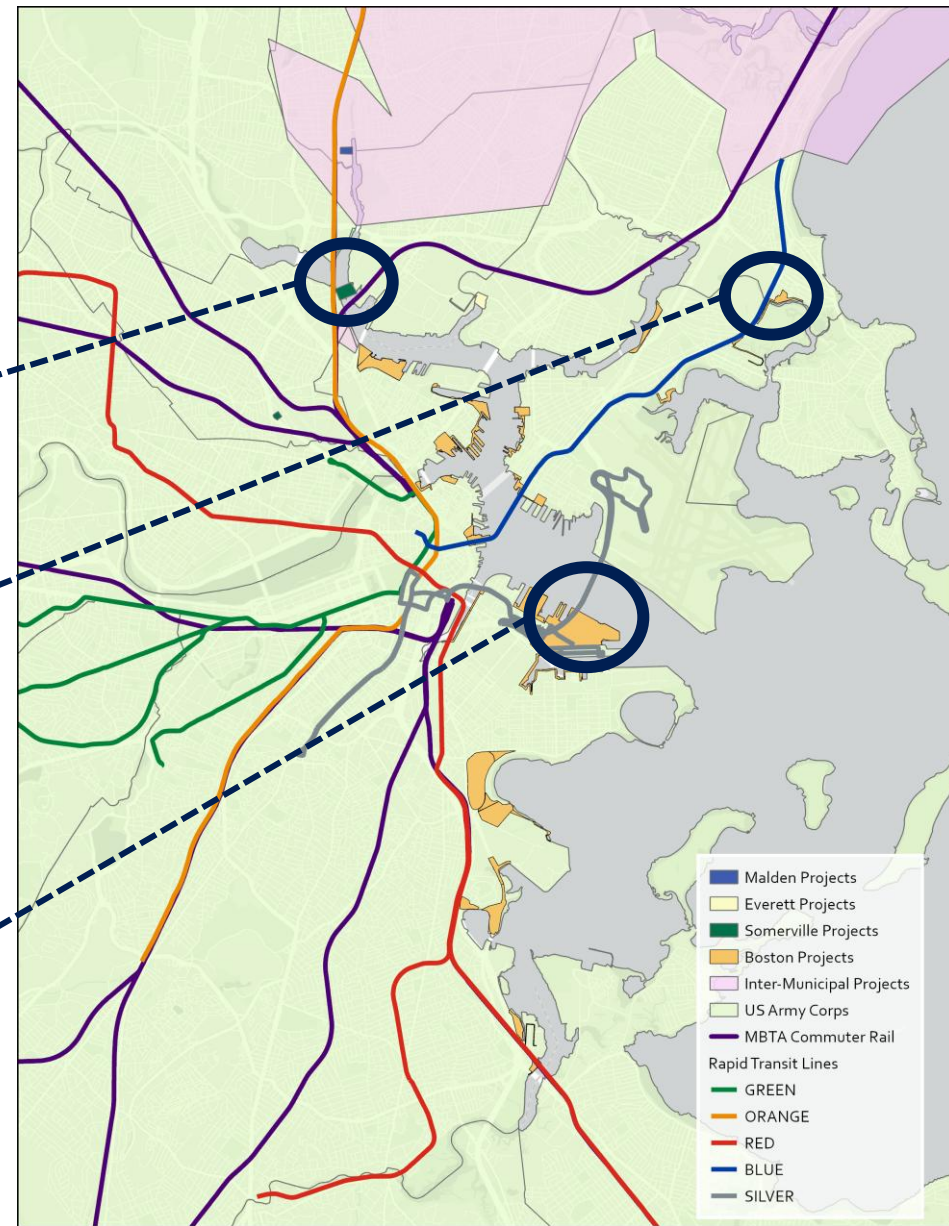 Malden Projects
Everett Projects
Somerville Projects
Boston Projects
Inter-Municipal Projects
US Army Corps
MBTA Commuter Rail
Rapid Transit Lines
GREEN
ORANGE
RED
BLUE
SILVER